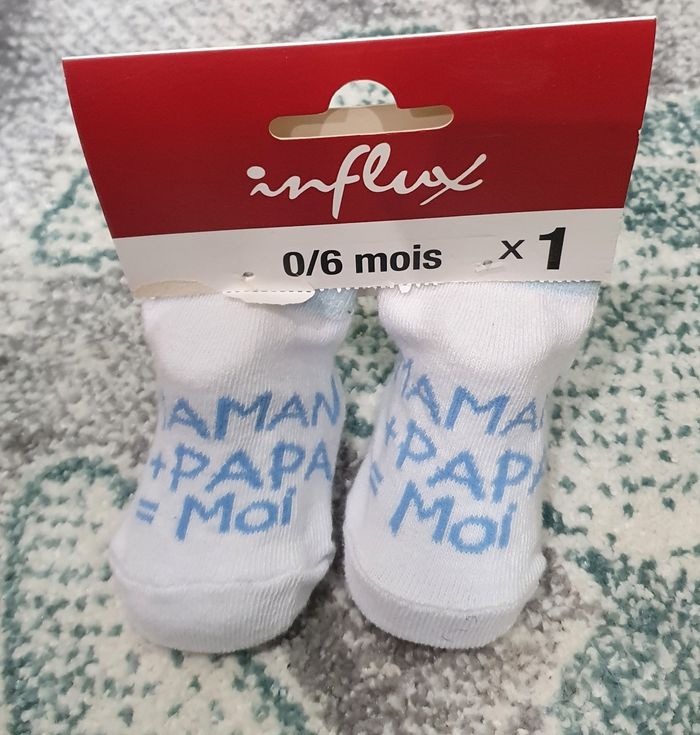 influx
0/6 mois x 1
MAMAN
+PAPA
= Moi
MAMAN
+PAPA
= Moi